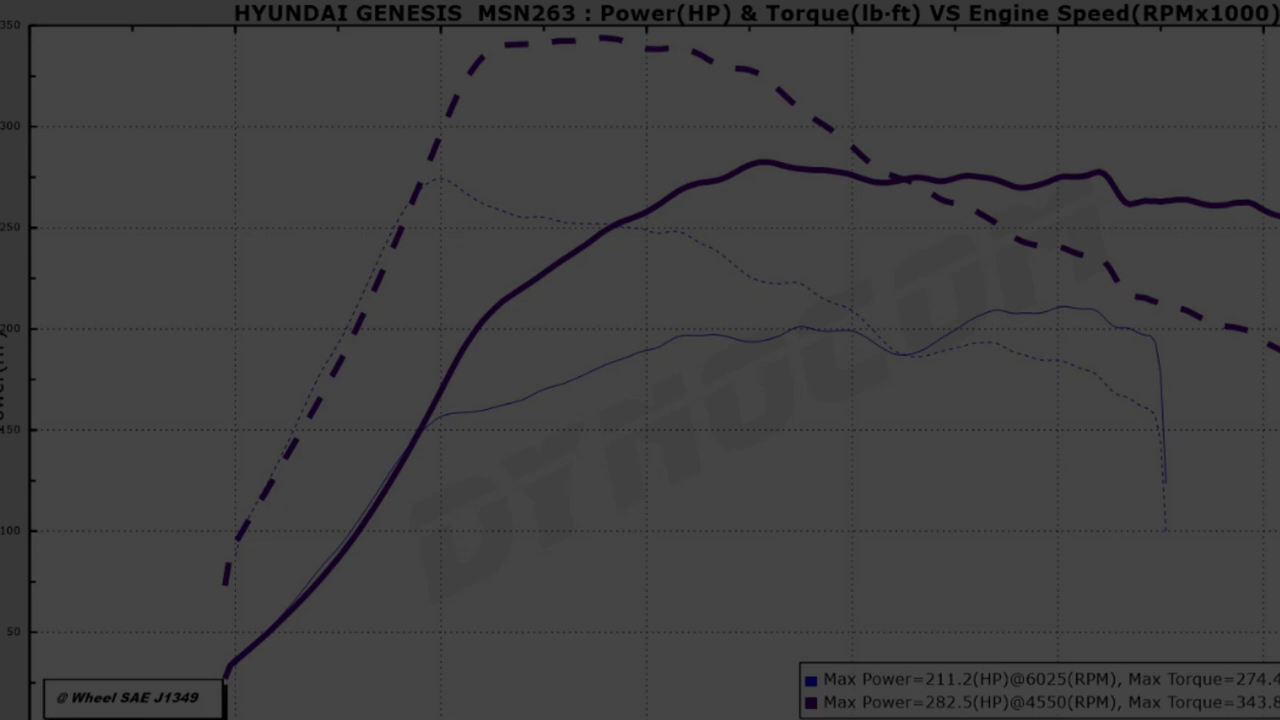 HYUNDAI GENESIS MSN263 : Power(HP) & Torque(lb·ft) VS Engine Speed(RPMx1000)
350
300
250
200
150
100
50
DYNOCOM
@ Wheel SAE J1349
Max Power=211.2(HP)@6025(RPM), Max Torque=274.4
Max Power=282.5(HP)@4550(RPM), Max Torque=343.8